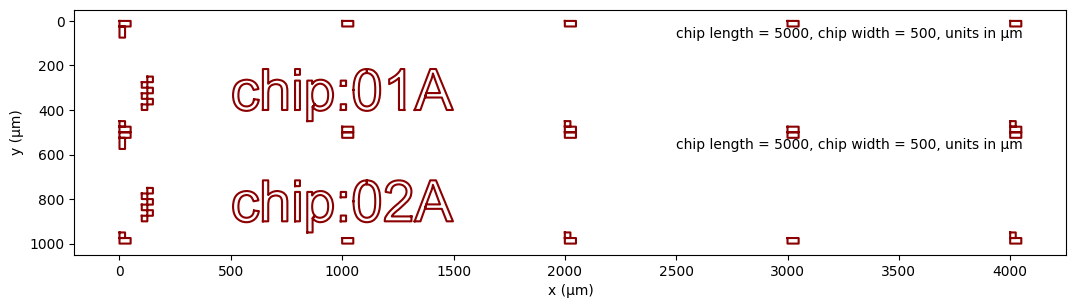 0
chip length = 5000, chip width = 500, units in μm
200
chip:01A
400
chip length = 5000, chip width = 500, units in μm
600
chip:02A
800
1000
y (μm)
0 500 1000 1500 2000 2500 3000 3500 4000
x (μm)